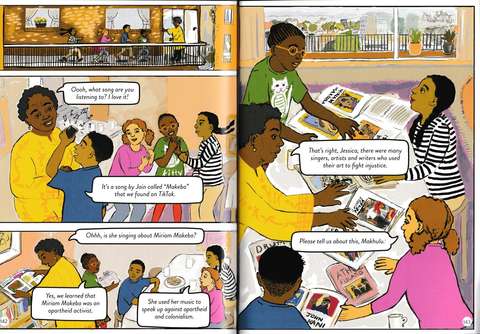 Oooh, what song are you
listening to? I love it!
It's a song by Jain called "Makeba"
that we found on
TikTok.
kitty
Ohhh, is she singing about Miriam Makeba?
Yes, we learned that
Miriam Makeba was an
apartheid activist.
She used her music to
speak up against apartheid
and colonialism.
142
That's right, Jessica, there were many
singers, artists and writers who used
their art to fight injustice.
Please tell us about this, Makhulu.
JOHN
KANI
143